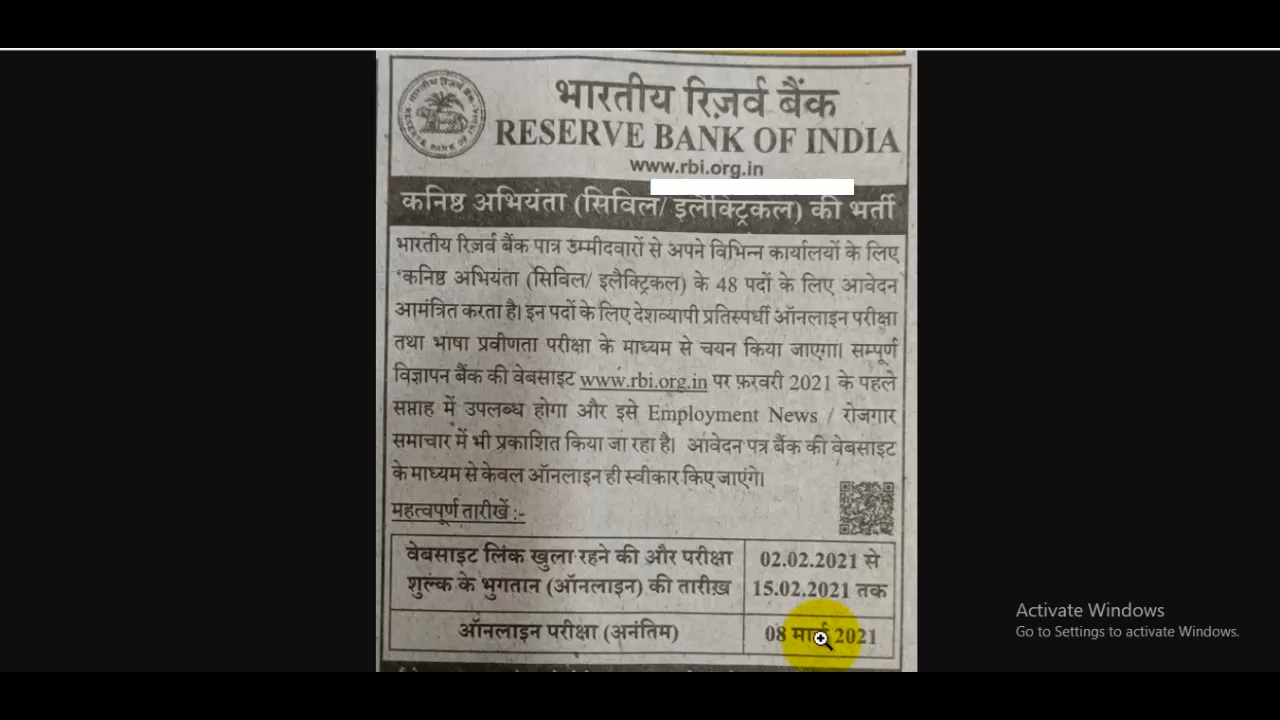 भारतीय रिज़र्व बैंक
RESERVE BANK OF INDIA
www.rbi.org.in
कनिष्ठ अभियंता (सिविल/ इलैक्ट्रिकल) की भर्ती
भारतीय रिज़र्व बैंक पात्र उम्मीदवारों से अपने विभिन्न कार्यालयों के लिए
‘कनिष्ठ अभियंता (सिविल/ इलैक्ट्रिकल) के 48 पदों के लिए आवेदन
आमंत्रित करता है। इन पदों के लिए देशव्यापी प्रतिस्पर्धी ऑनलाइन परीक्षा
तथा भाषा प्रवीणता परीक्षा के माध्यम से चयन किया जाएगा। सम्पूर्ण
विज्ञापन बैंक की वेबसाइट www.rbi.org.in पर फ़रवरी 2021 के पहले
सप्ताह में उपलब्ध होगा और इसे Employment News / रोजगार
समाचार में भी प्रकाशित किया जा रहा है। आवेदन पत्र बैंक की वेबसाइट
के माध्यम से केवल ऑनलाइन ही स्वीकार किए जाएंगे।
महत्वपूर्ण तारीखें :-
वेबसाइट लिंक खुला रहने की और परीक्षा 02.02.2021 से
शुल्क के भुगतान (ऑनलाइन) की तारीख़ 15.02.2021 तक
ऑनलाइन परीक्षा (अनंतिम) 08 मार्च 2021
Activate Windows
Go to Settings to activate Windows.